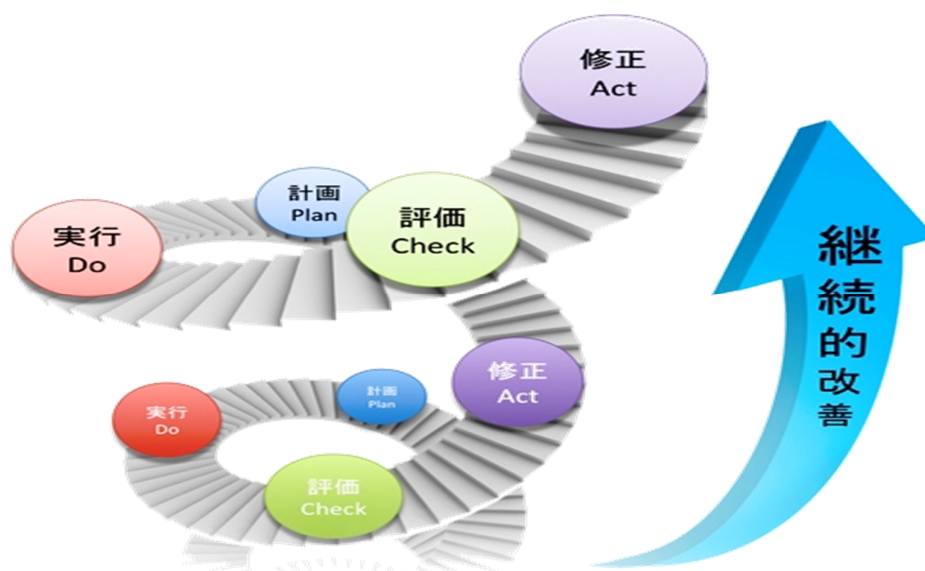 修正
Act
計画
Plan
評価
Check
実行
Do
修正
Act
計画
Plan
実行
Do
評価
Check
継続的改善